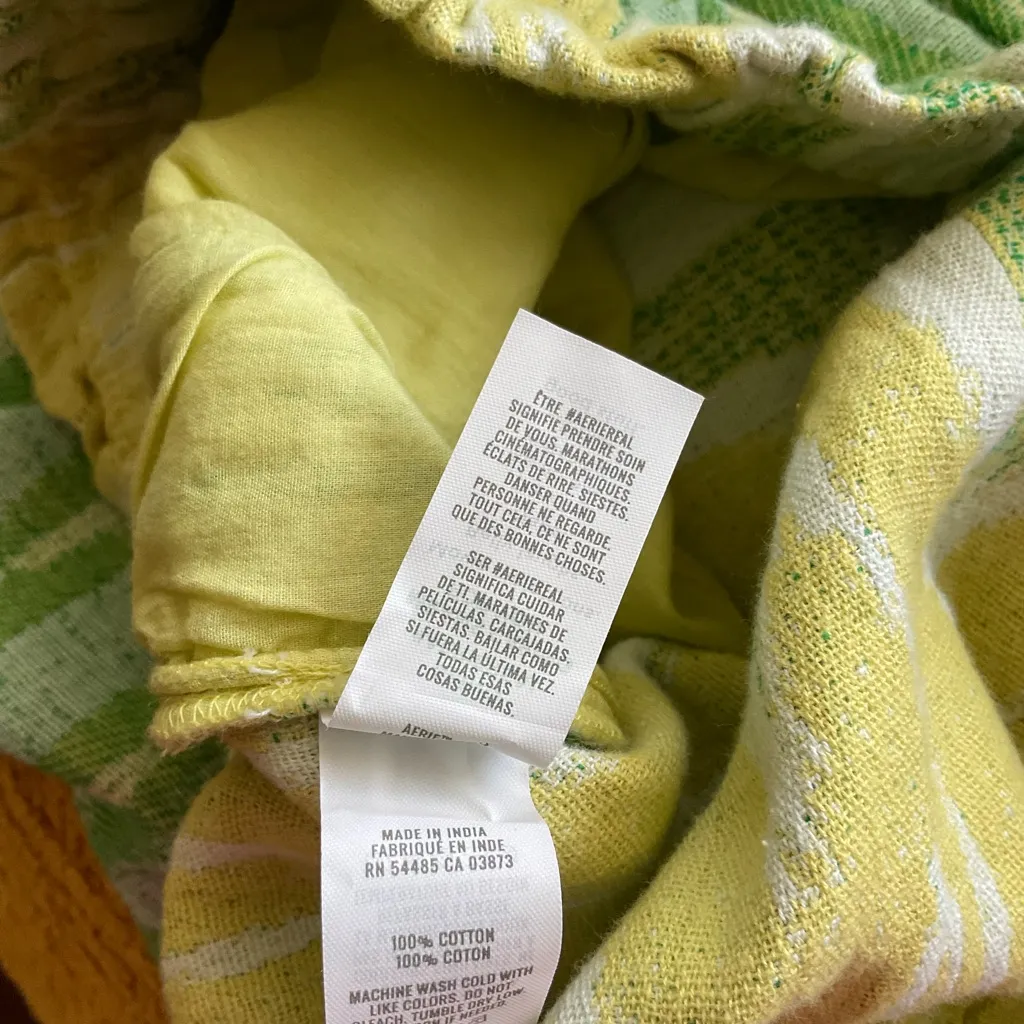 ÊTRE #AERIEREAL
SIGNIFIE PRENDRE SOIN
DE VOUS. MARATHONS
CINÉMATOGRAPHIQUES.
ÉCLATS DE RIRE. SIESTES.
DANSER QUAND
PERSONNE NE REGARDE.
TOUT CELA, CE NE SONT
QUE DES BONNES CHOSES.
SER #AERIEREAL
SIGNIFICA CUIDAR
DE TI. MARATONES DE
PELÍCULAS, CARCAJADAS,
SIESTAS. BAILAR COMO
SI FUERA LA ÚLTIMA VEZ.
TODAS ESAS
COSAS BUENAS.
MADE IN INDIA
FABRIQUÉ EN INDE
RN 54485 CA 03873
100% COTTON
100% COTON
MACHINE WASH COLD WITH
LIKE COLORS. DO NOT
BLEACH. TUMBLE DRY LOW.
IF NEEDED.